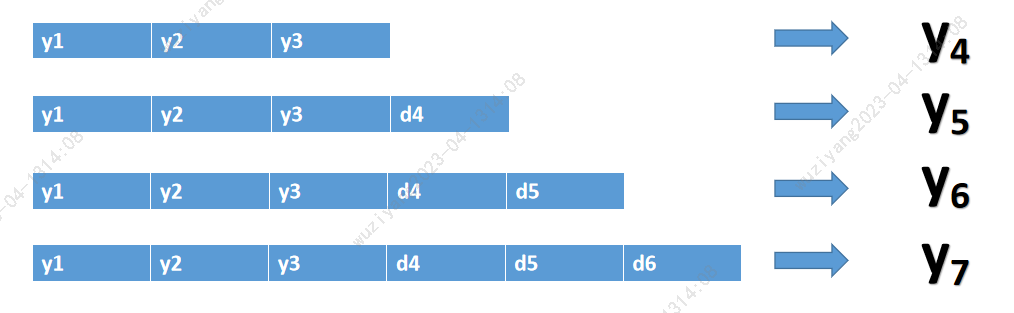 y1 y2 y3 y4
y1 y2 y3 d4 y5
y1 y2 y3 d4 d5 y6
y1 y2 y3 d4 d5 d6 y7